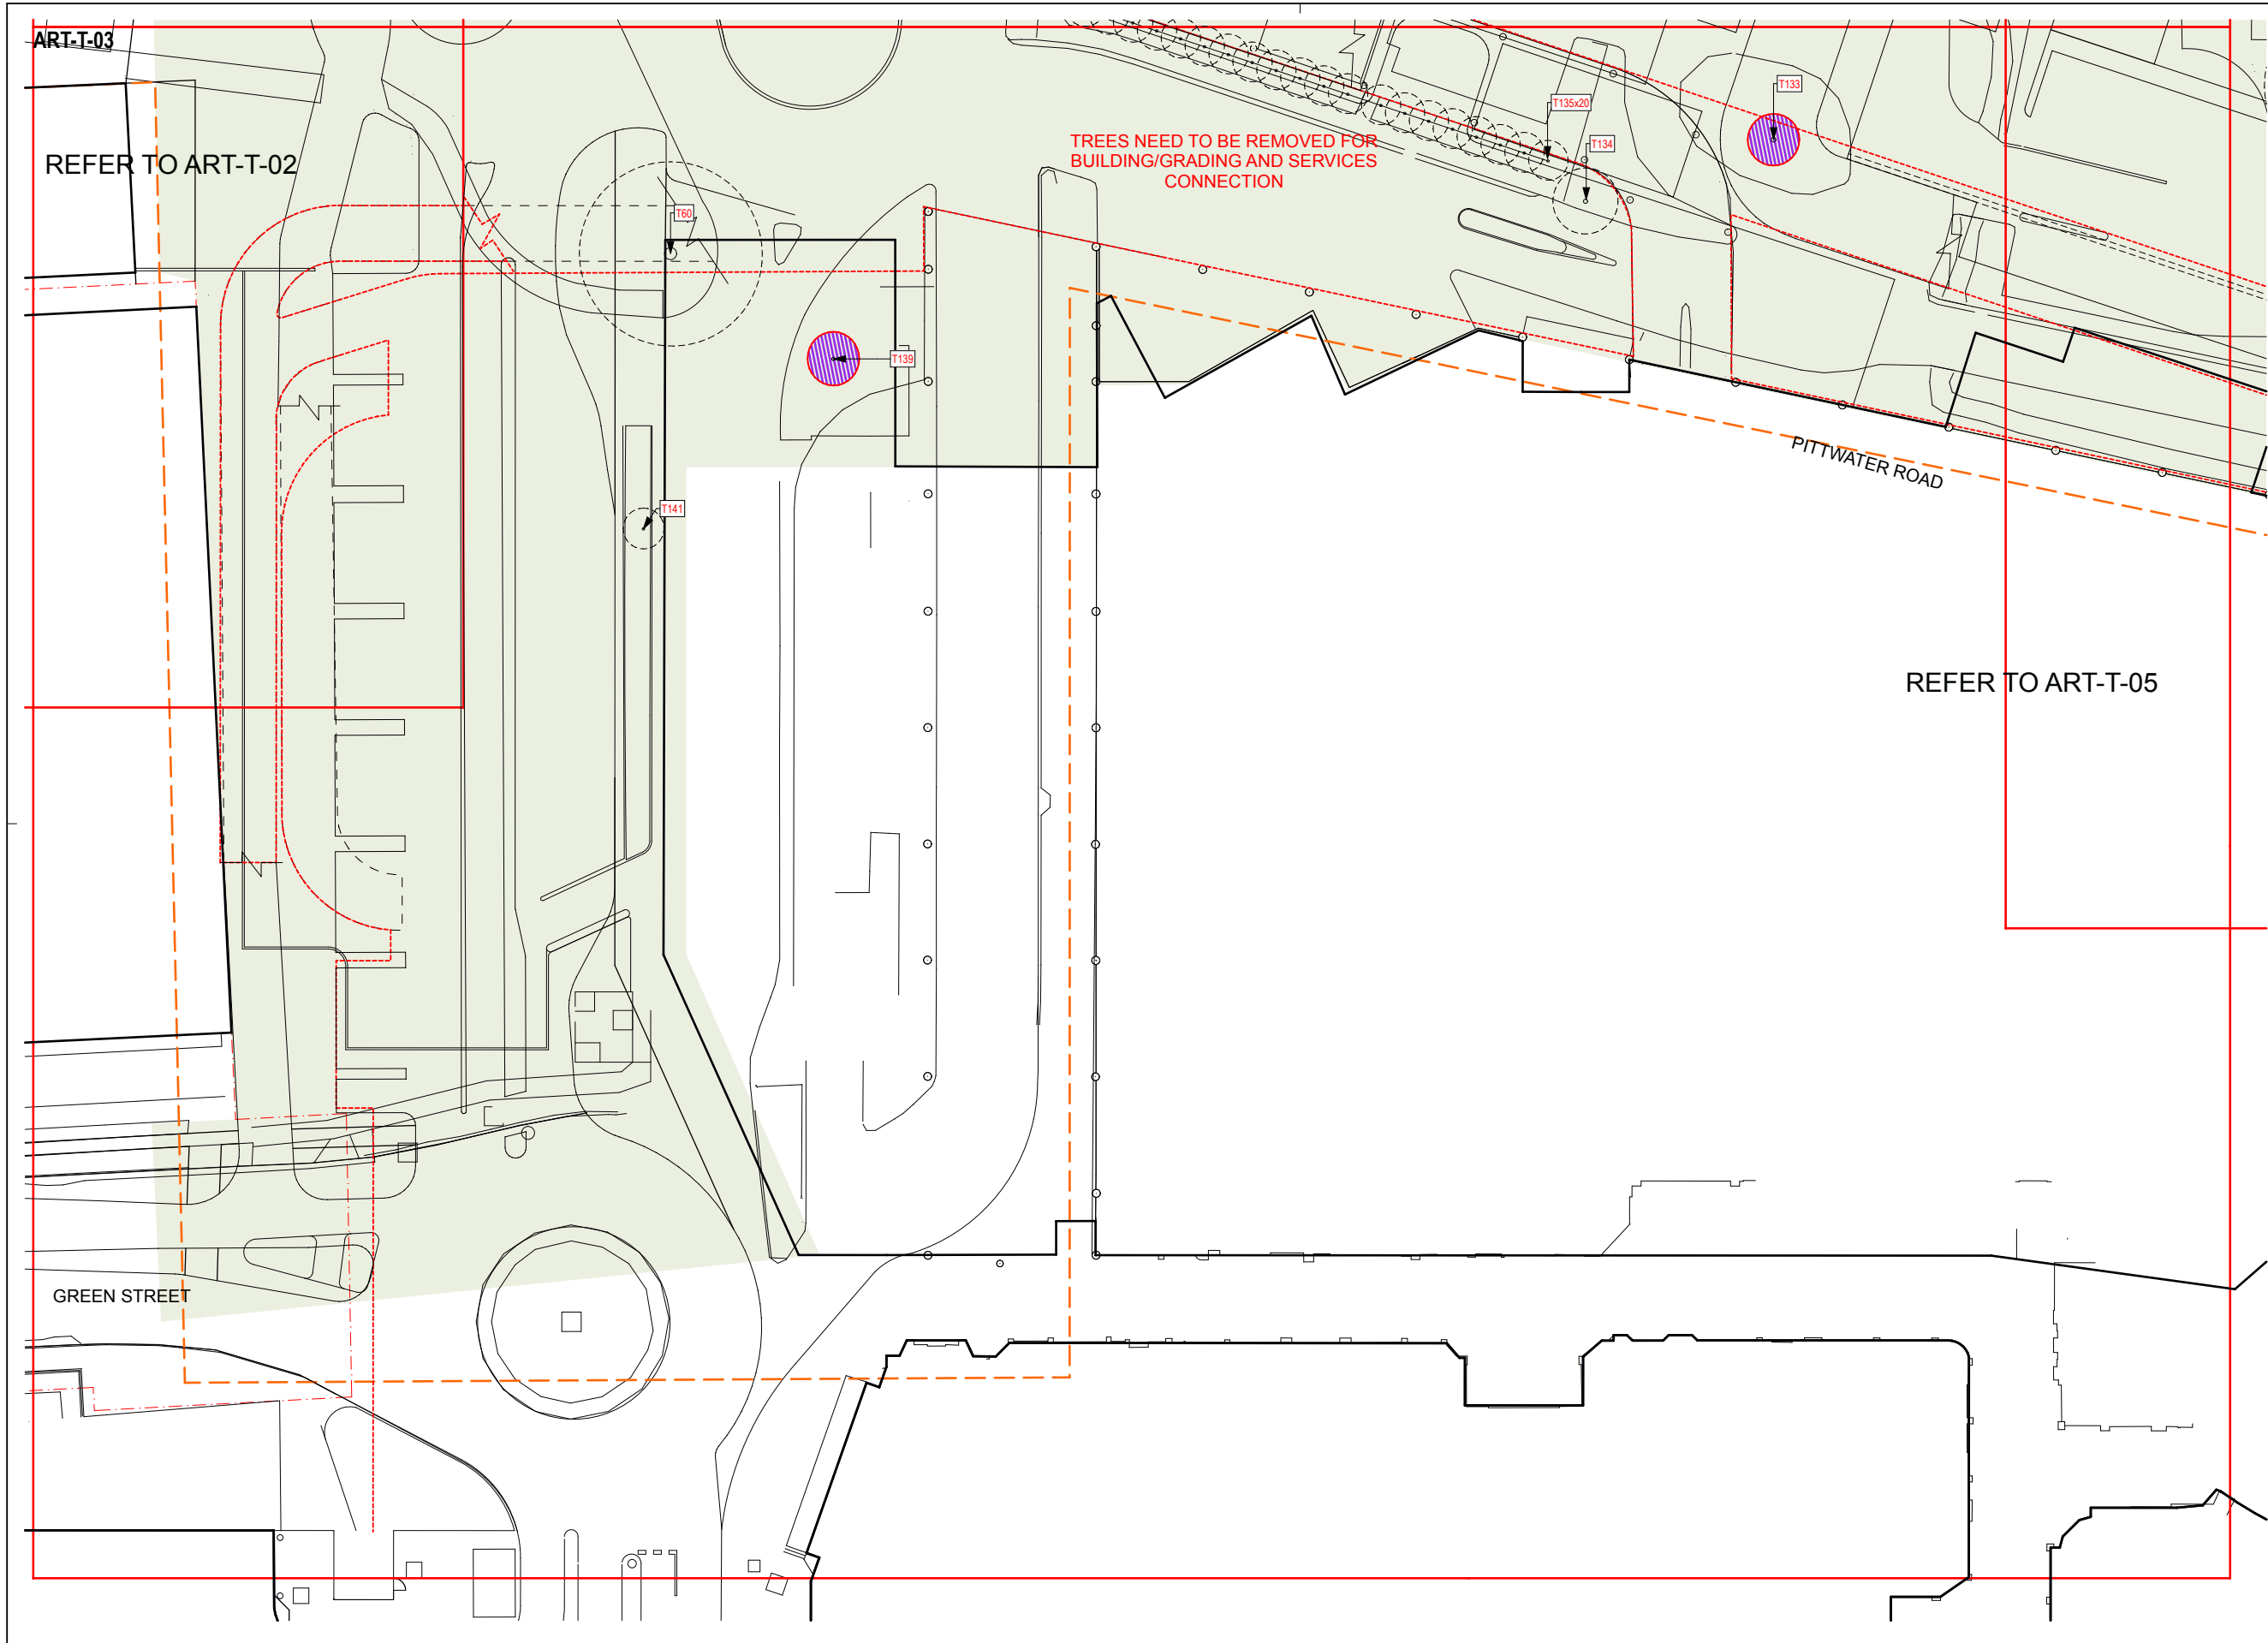 ART-T-03
T133
T135x20
TREES NEED TO BE REMOVED FOR
BUILDING/GRADING AND SERVICES
CONNECTION
T134
REFER TO ART-T-02
T60
T139
PITTWATER ROAD
T141
REFER TO ART-T-05
GREEN STREET